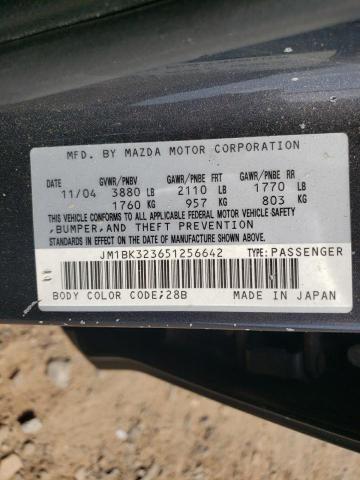 MFD. BY MAZDA MOTOR CORPORATION
DATE GVWR/PNBV GAWR/PNBE FRT GAWR/PNBE RR
11/04 3880 LB 2110 LB 1770 LB
1760 KG 957 KG 803 KG
THIS VEHICLE CONFORMS TO ALL APPLICABLE FEDERAL MOTOR VEHICLE SAFETY
,BUMPER, AND THEFT PREVENTION
STANDARDS IN EFFECT ON THE DATE OF MANUFACTURE SHOWN ABOVE.
JM1BK323651256642 TYPE:PASSENGER
BODY COLOR CODE;28B MADE IN JAPAN